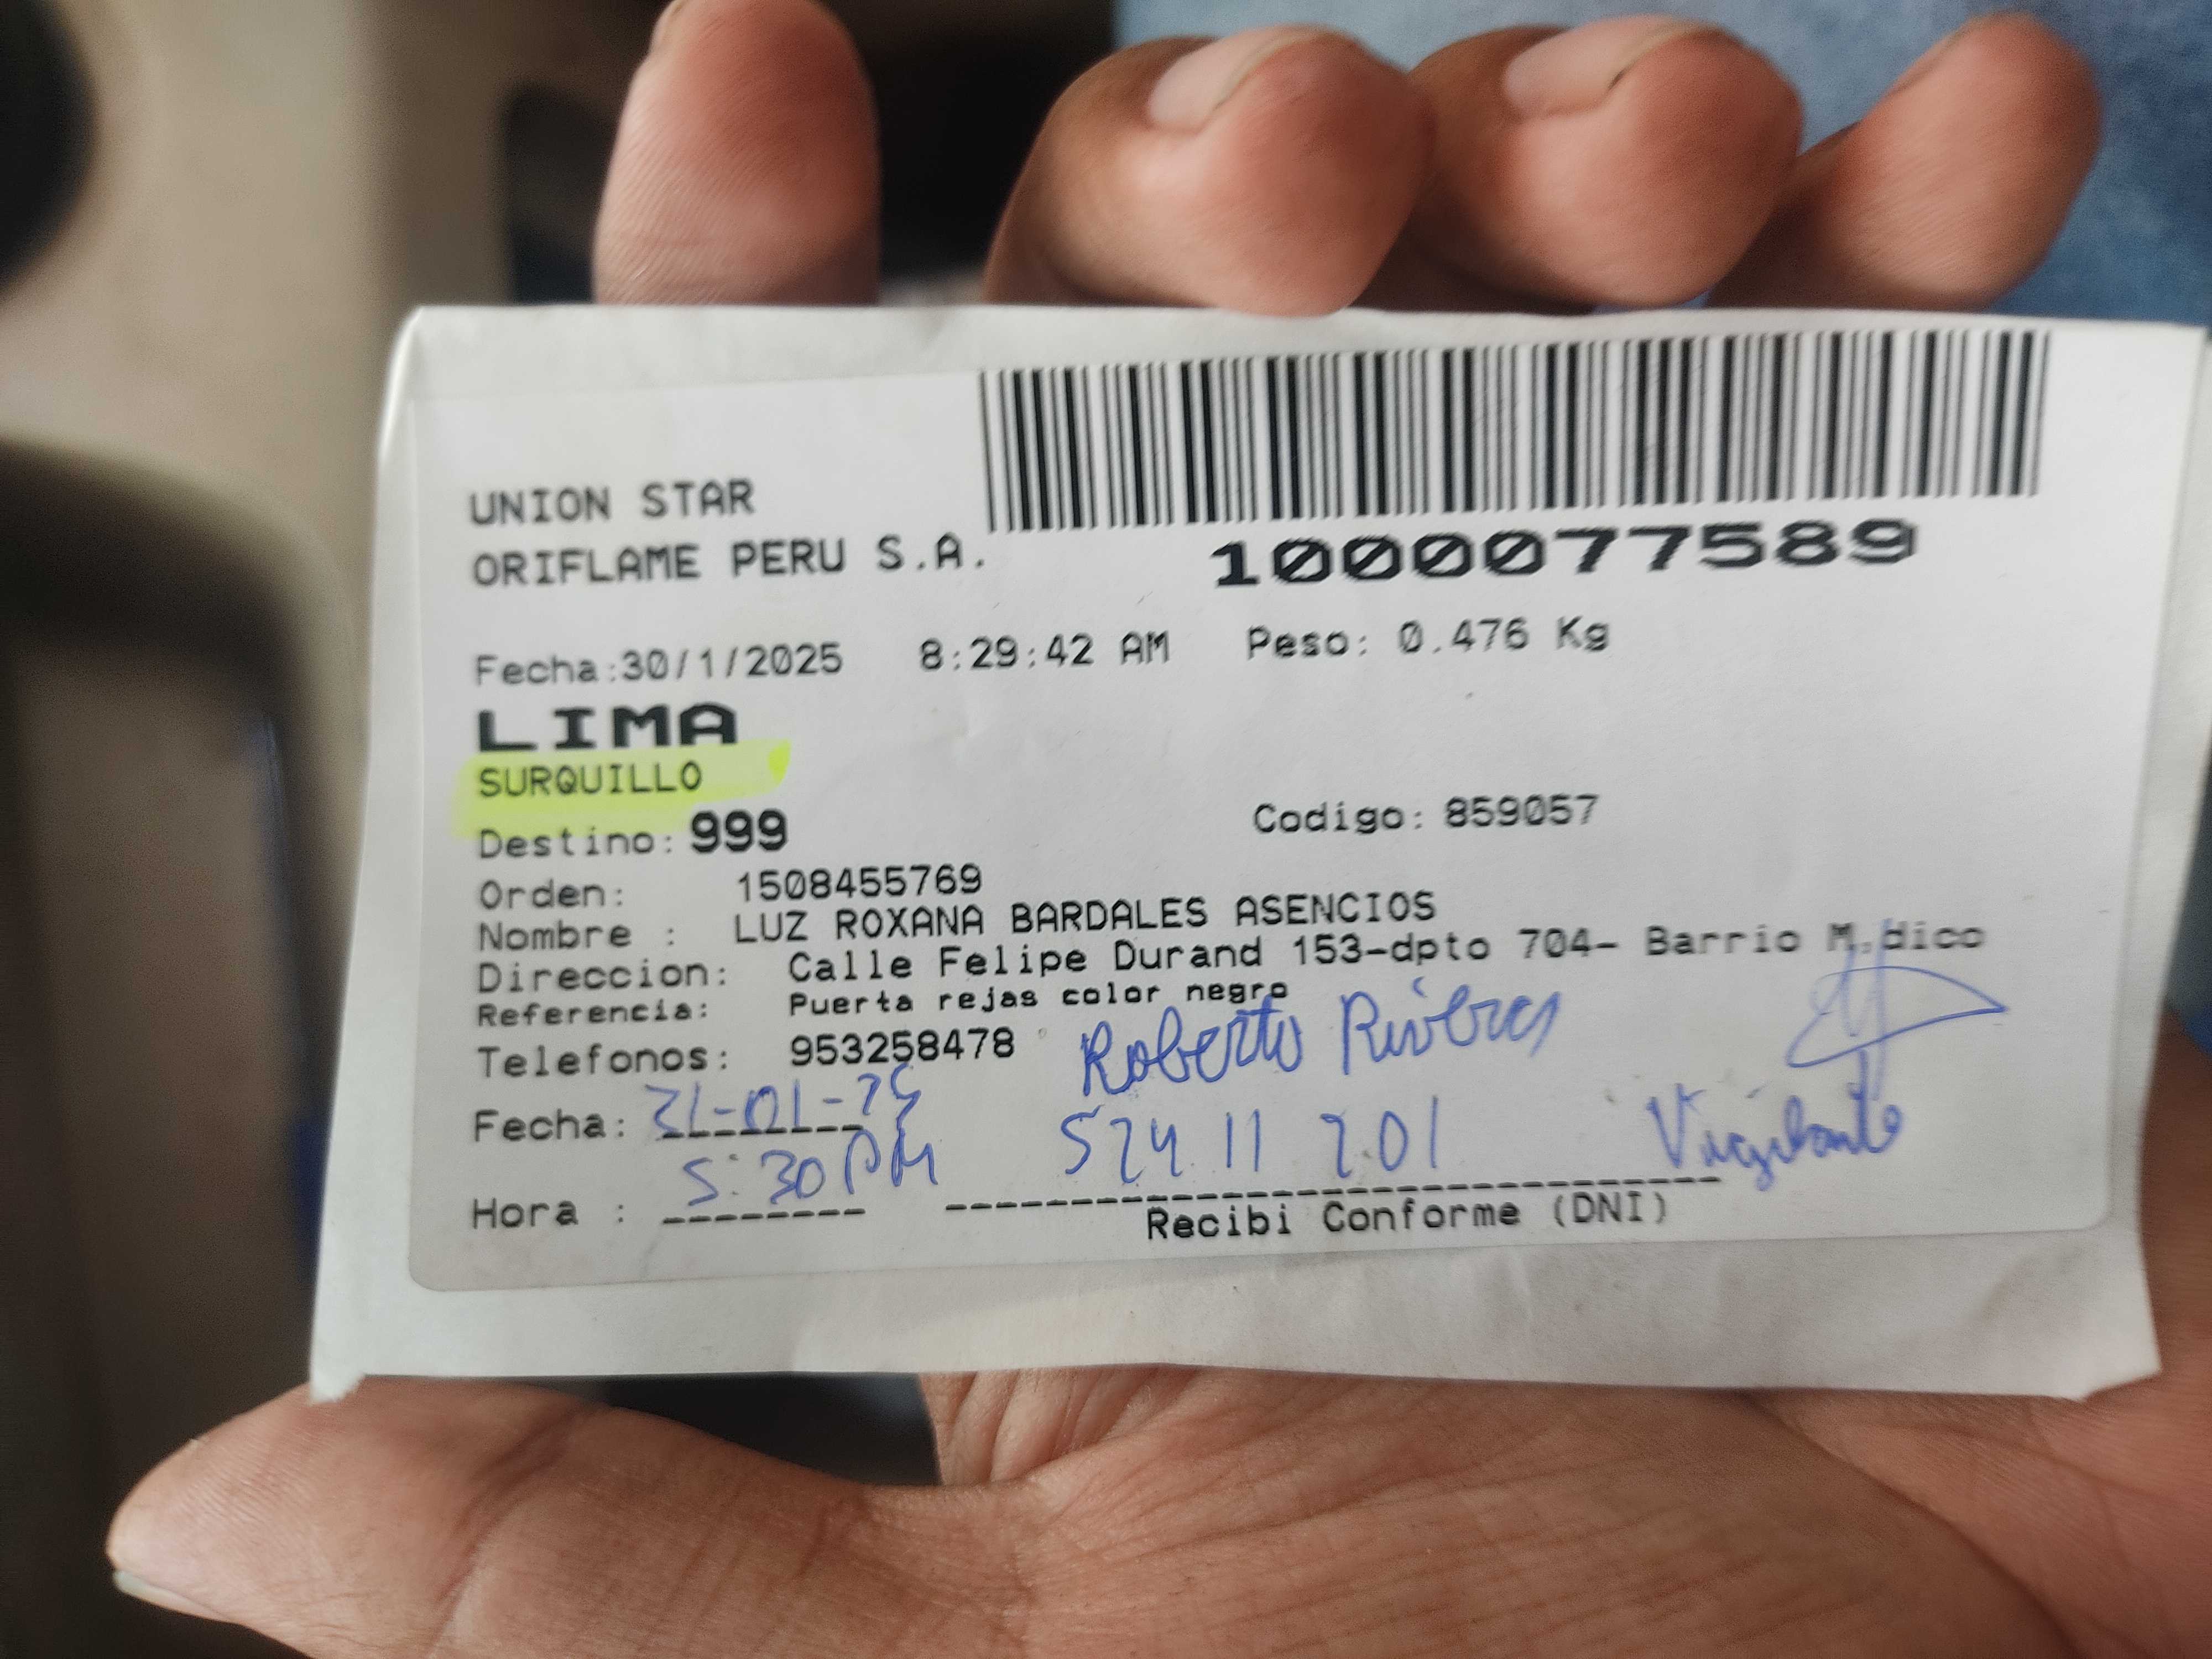 UNION STAR
ORIFLAME PERU S.A.
1000077589
Fecha:30/1/2025 8:29:42 AM Peso: 0.476 Kg
LIMA
SURQUILLO
Destino: 999 Codigo: 859057
Orden: 1508455769
Nombre : LUZ ROXANA BARDALES ASENCIOS
Direccion: Calle Felipe Durand 153-dpto 704- Barrio M.dico
Referencia: Puerta rejas color negro
Telefonos: 953258478 Roberto Rivera
Fecha: 31-01-25
Hora : 5:30 PM Vigilante
Recibi Conforme (DNI)